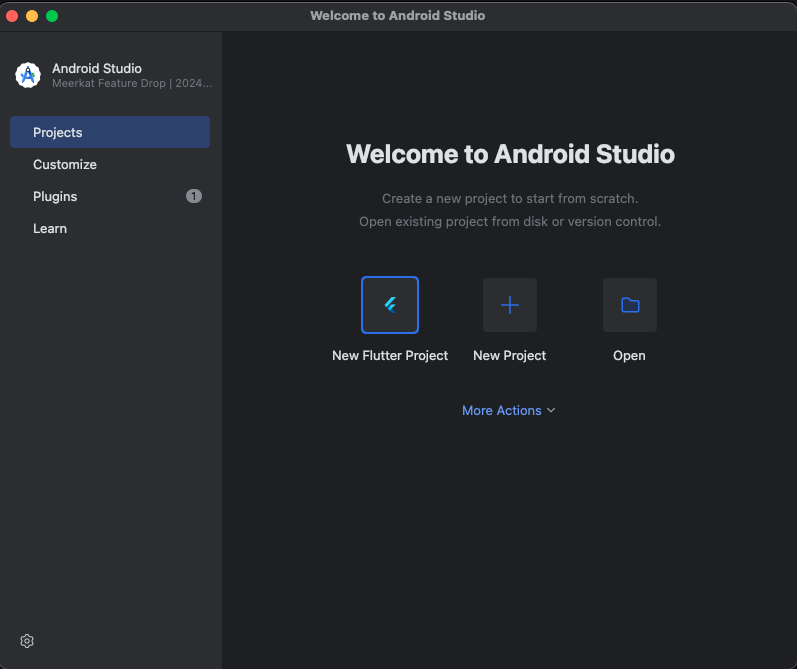 Welcome to Android Studio
Android Studio
Meerkat Feature Drop | 2024...
Projects
Customize
Plugins
1
Learn
Welcome to Android Studio
Create a new project to start from scratch.
Open existing project from disk or version control.
New Flutter Project
New Project
Open
More Actions